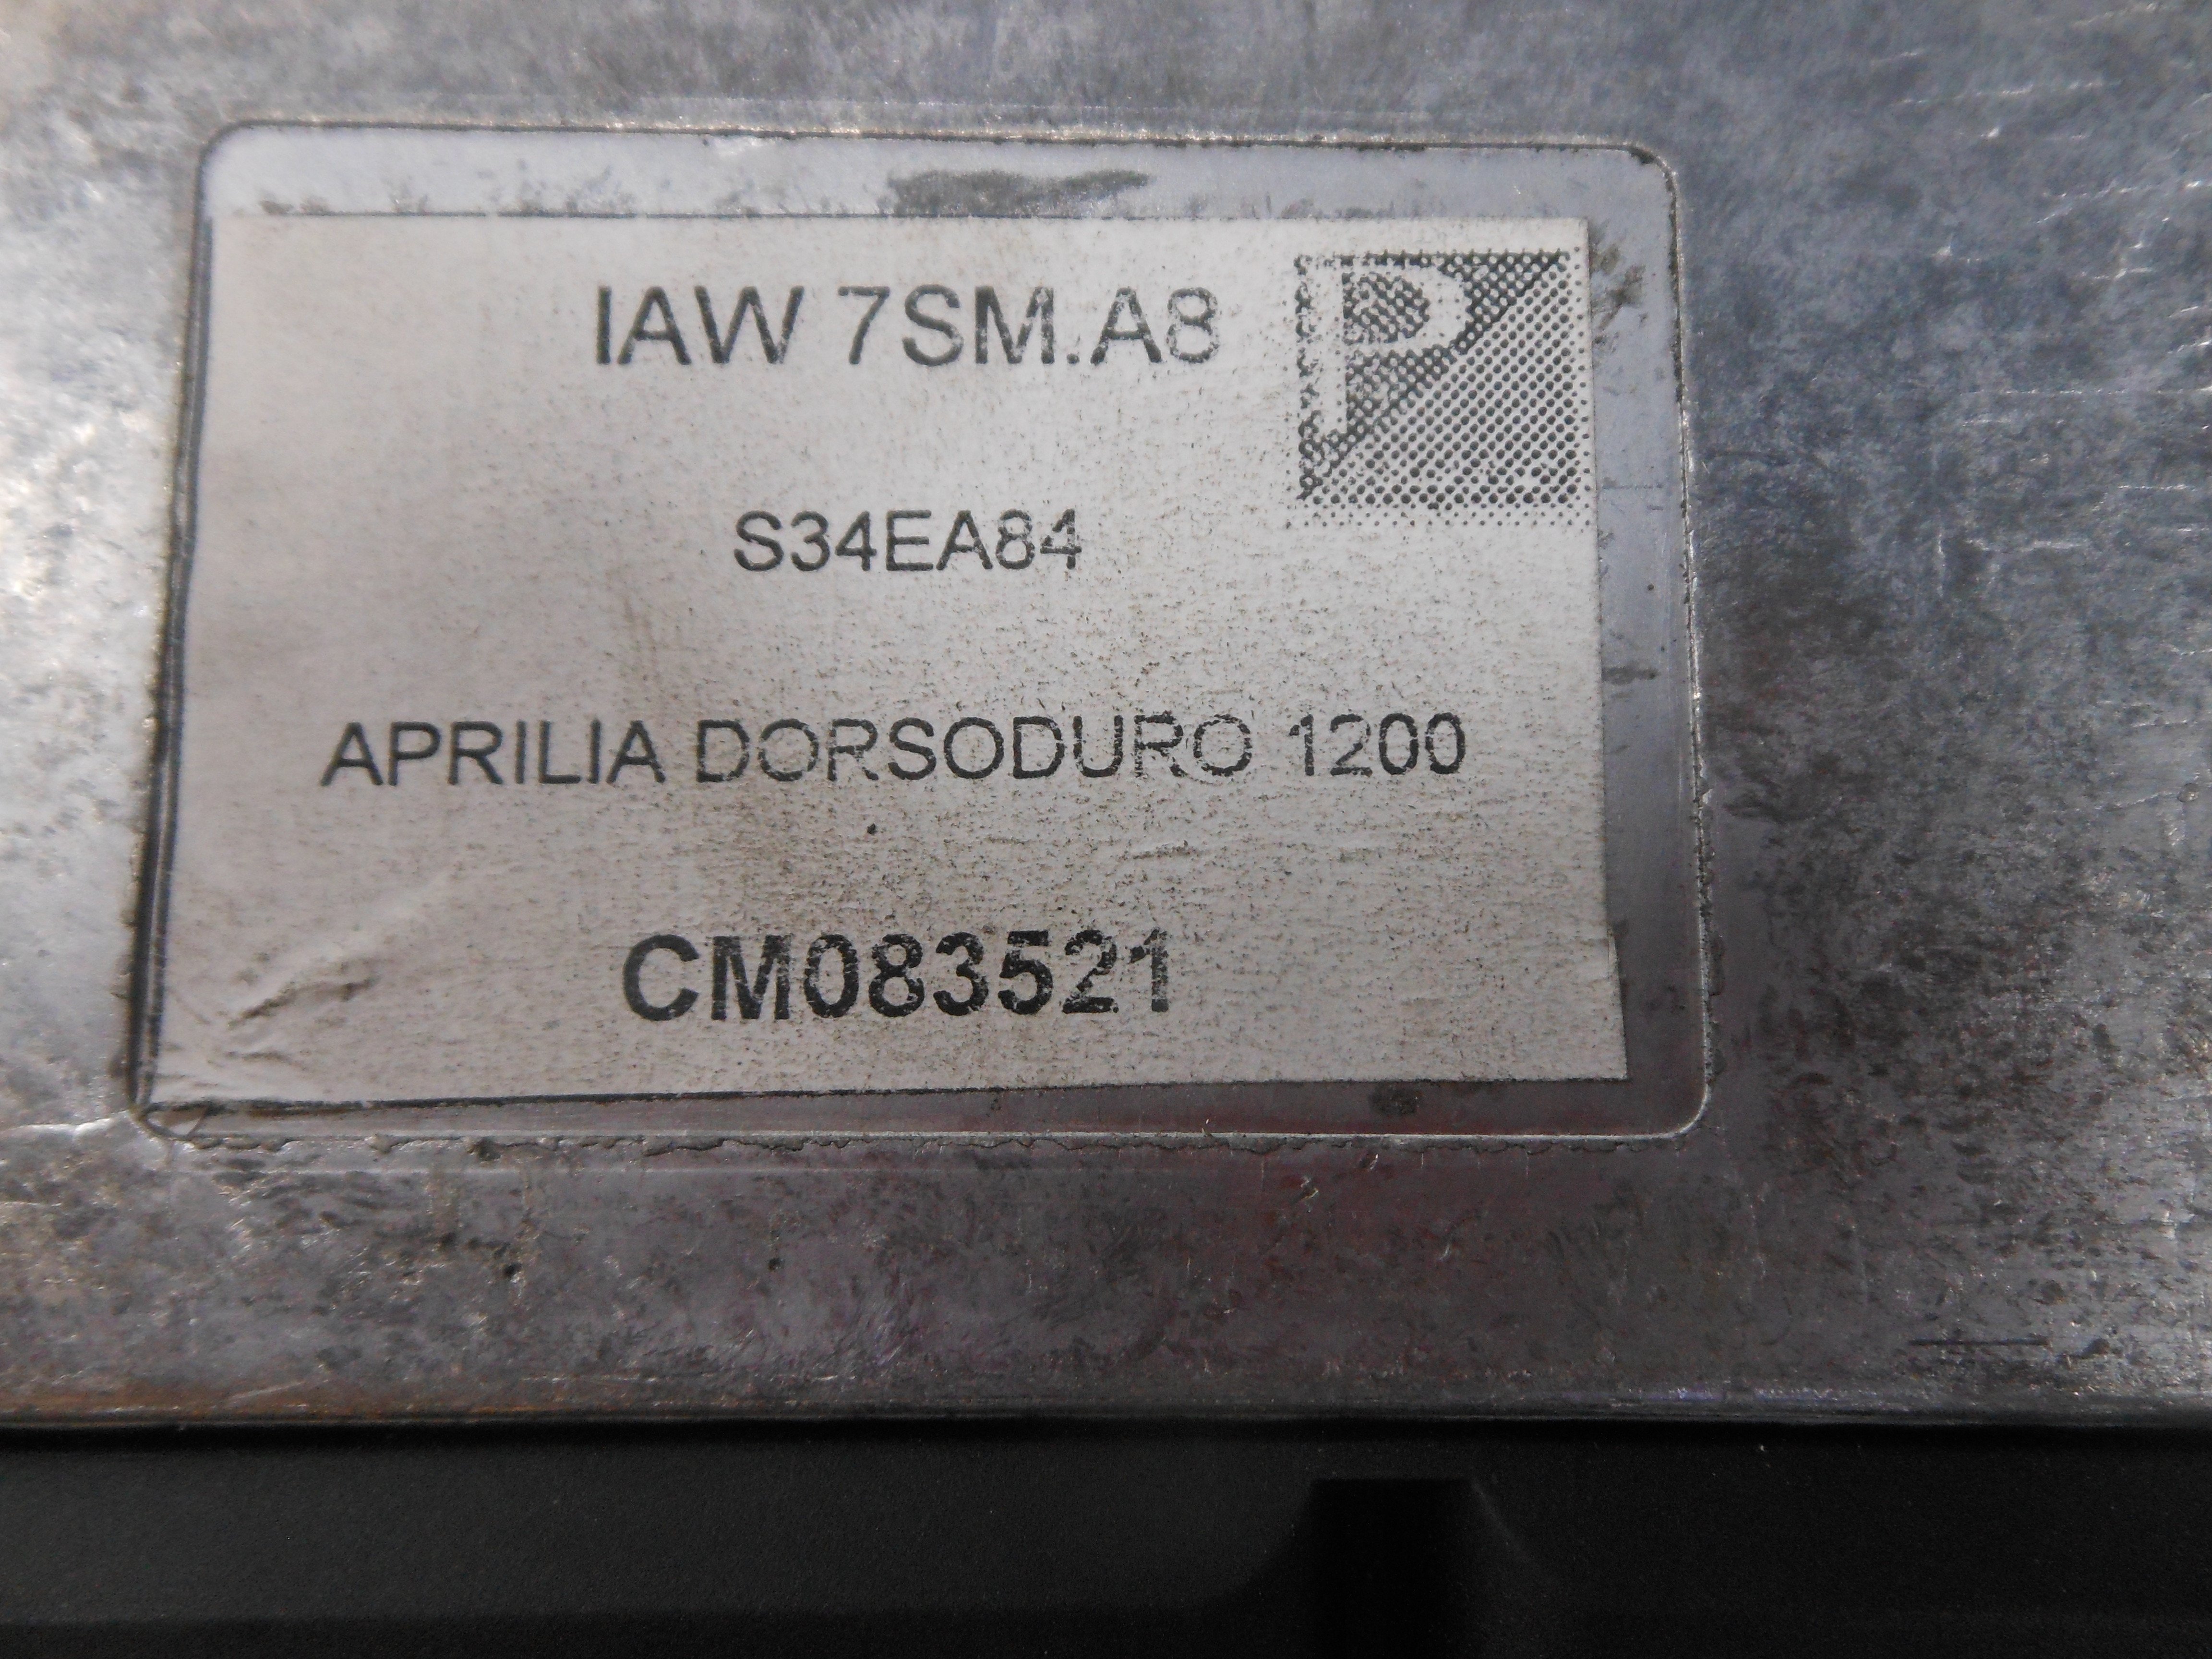 IAW 7SM.A8
P
S34EA84
APRILIA DORSODURO 1200
CM083521